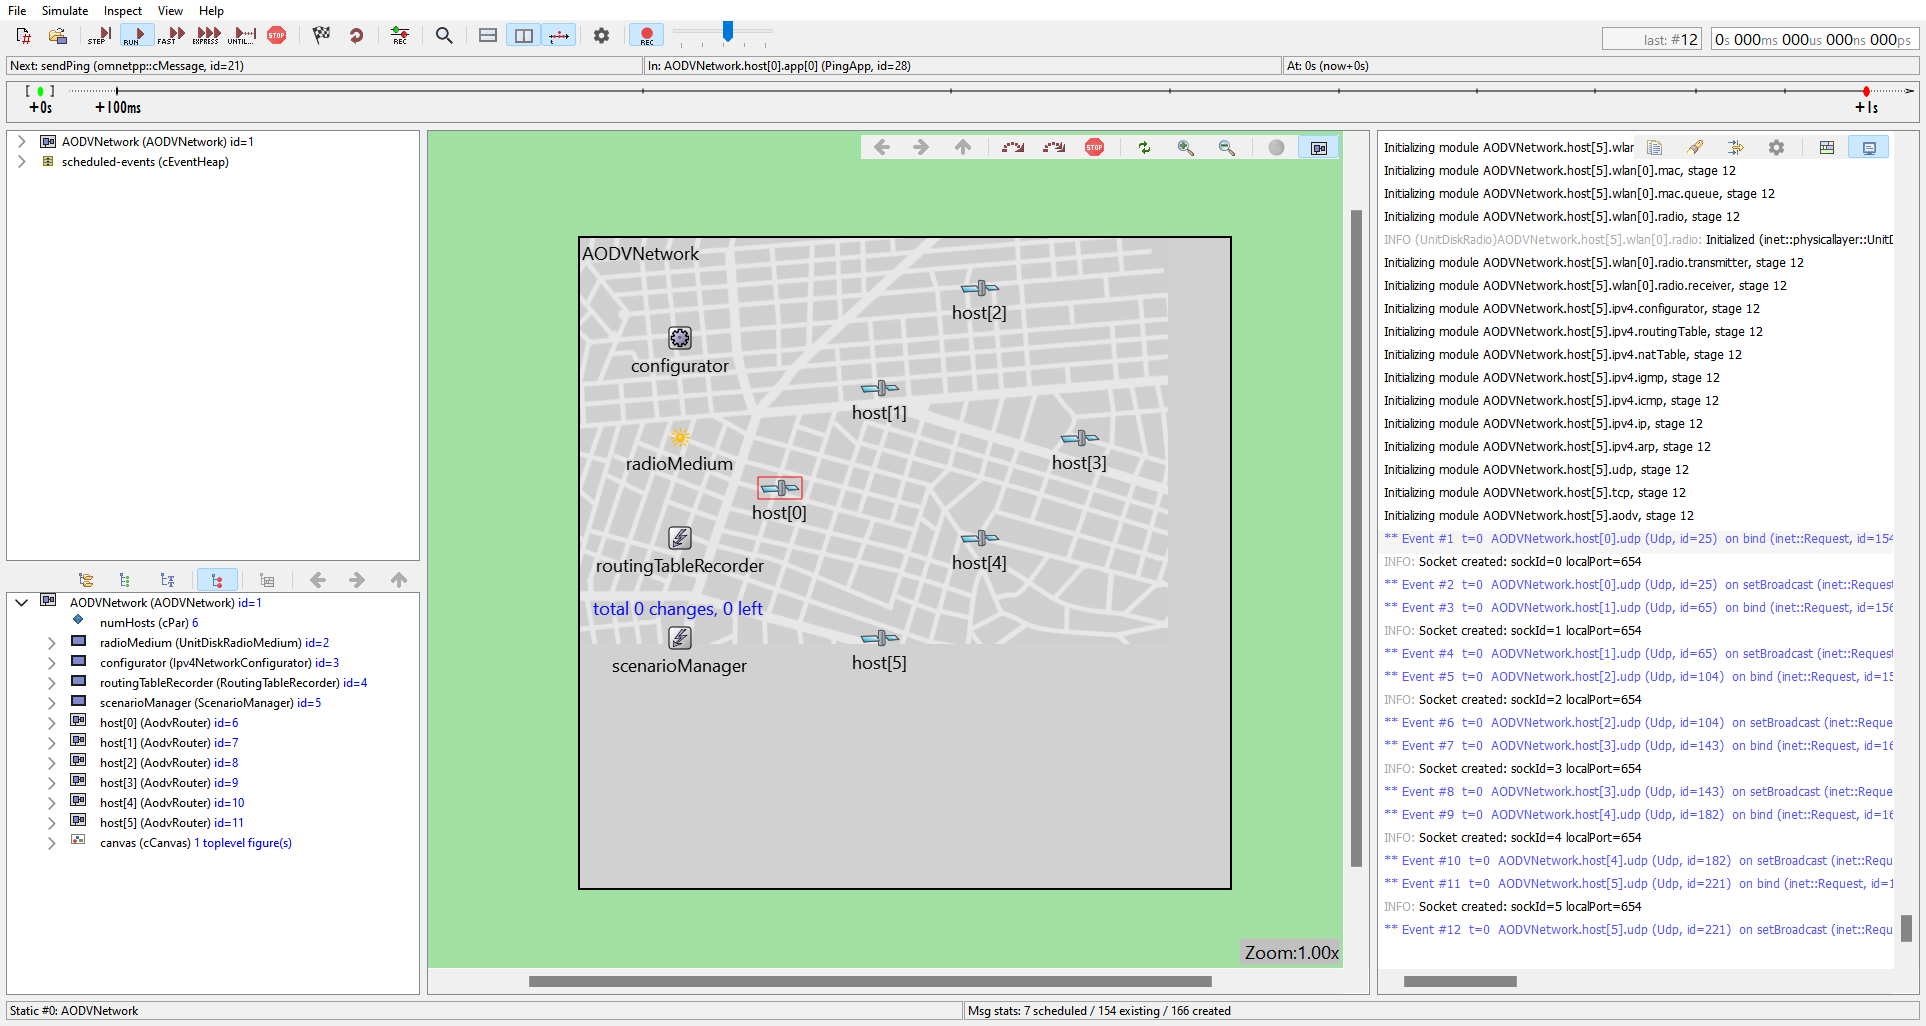 File Simulate Inspect View Help
STEP RUN FAST EXPRESS UNTIL... STOP REC REC
last: #12 0s 000ms 000us 000ns 000ps
Next: sendPing (omnetpp::cMessage, id=21) In: AODVNetwork.host[0].app[0] (PingApp, id=28) At: 0s (now+0s)
+0s +100ms +1s
AODVNetwork (AODVNetwork) id=1
scheduled-events (cEventHeap)
AODVNetwork (AODVNetwork) id=1
numHosts (cPar) 6
radioMedium (UnitDiskRadioMedium) id=2
configurator (Ipv4NetworkConfigurator) id=3
routingTableRecorder (RoutingTableRecorder) id=4
scenarioManager (ScenarioManager) id=5
host[0] (AodvRouter) id=6
host[1] (AodvRouter) id=7
host[2] (AodvRouter) id=8
host[3] (AodvRouter) id=9
host[4] (AodvRouter) id=10
host[5] (AodvRouter) id=11
canvas (cCanvas) 1 toplevel figure(s)
STOP
AODVNetwork
host[2]
configurator
host[1]
radioMedium
host[3]
host[0]
routingTableRecorder
host[4]
total 0 changes, 0 left
scenarioManager
host[5]
Zoom:1.00x
Initializing module AODVNetwork.host[5].wlar
Initializing module AODVNetwork.host[5].wlan[0].mac, stage 12
Initializing module AODVNetwork.host[5].wlan[0].mac.queue, stage 12
Initializing module AODVNetwork.host[5].wlan[0].radio, stage 12
INFO (UnitDiskRadio)AODVNetwork.host[5].wlan[0].radio: Initialized (inet::physicallayer::UnitD
Initializing module AODVNetwork.host[5].wlan[0].radio.transmitter, stage 12
Initializing module AODVNetwork.host[5].wlan[0].radio.receiver, stage 12
Initializing module AODVNetwork.host[5].ipv4.configurator, stage 12
Initializing module AODVNetwork.host[5].ipv4.routingTable, stage 12
Initializing module AODVNetwork.host[5].ipv4.natTable, stage 12
Initializing module AODVNetwork.host[5].ipv4.igmp, stage 12
Initializing module AODVNetwork.host[5].ipv4.icmp, stage 12
Initializing module AODVNetwork.host[5].ipv4.ip, stage 12
Initializing module AODVNetwork.host[5].ipv4.arp, stage 12
Initializing module AODVNetwork.host[5].udp, stage 12
Initializing module AODVNetwork.host[5].tcp, stage 12
Initializing module AODVNetwork.host[5].aodv, stage 12
** Event #1 t=0 AODVNetwork.host[0].udp (Udp, id=25) on bind (inet::Request, id=154
INFO: Socket created: sockId=0 localPort=654
** Event #2 t=0 AODVNetwork.host[0].udp (Udp, id=25) on setBroadcast (inet::Request
** Event #3 t=0 AODVNetwork.host[1].udp (Udp, id=65) on bind (inet::Request, id=156
INFO: Socket created: sockId=1 localPort=654
** Event #4 t=0 AODVNetwork.host[1].udp (Udp, id=65) on setBroadcast (inet::Request
** Event #5 t=0 AODVNetwork.host[2].udp (Udp, id=104) on bind (inet::Request, id=15
INFO: Socket created: sockId=2 localPort=654
** Event #6 t=0 AODVNetwork.host[2].udp (Udp, id=104) on setBroadcast (inet::Reque
** Event #7 t=0 AODVNetwork.host[3].udp (Udp, id=143) on bind (inet::Request, id=16
INFO: Socket created: sockId=3 localPort=654
** Event #8 t=0 AODVNetwork.host[3].udp (Udp, id=143) on setBroadcast (inet::Reque
** Event #9 t=0 AODVNetwork.host[4].udp (Udp, id=182) on bind (inet::Request, id=16
INFO: Socket created: sockId=4 localPort=654
** Event #10 t=0 AODVNetwork.host[4].udp (Udp, id=182) on setBroadcast (inet::Requ
** Event #11 t=0 AODVNetwork.host[5].udp (Udp, id=221) on bind (inet::Request, id=1
INFO: Socket created: sockId=5 localPort=654
** Event #12 t=0 AODVNetwork.host[5].udp (Udp, id=221) on setBroadcast (inet::Requ
Static #0: AODVNetwork Msg stats: 7 scheduled / 154 existing / 166 created